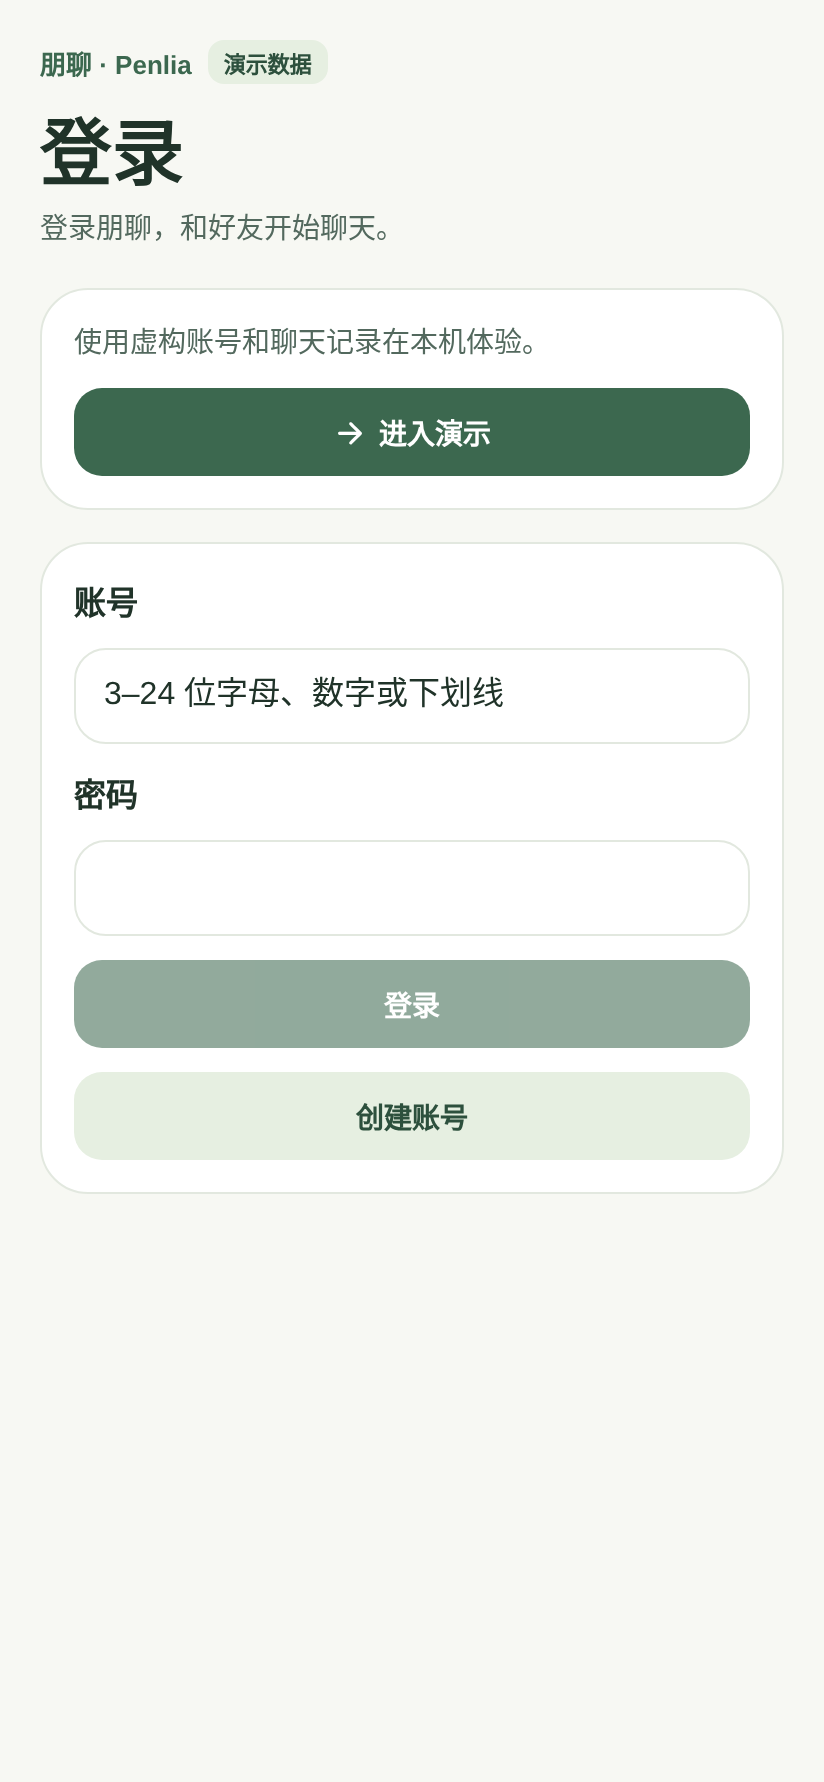 朋聊 · Penlia 演示数据
登录
登录朋聊，和好友开始聊天。
使用虚构账号和聊天记录在本机体验。
→ 进入演示
账号
3–24 位字母、数字或下划线
密码
登录
创建账号